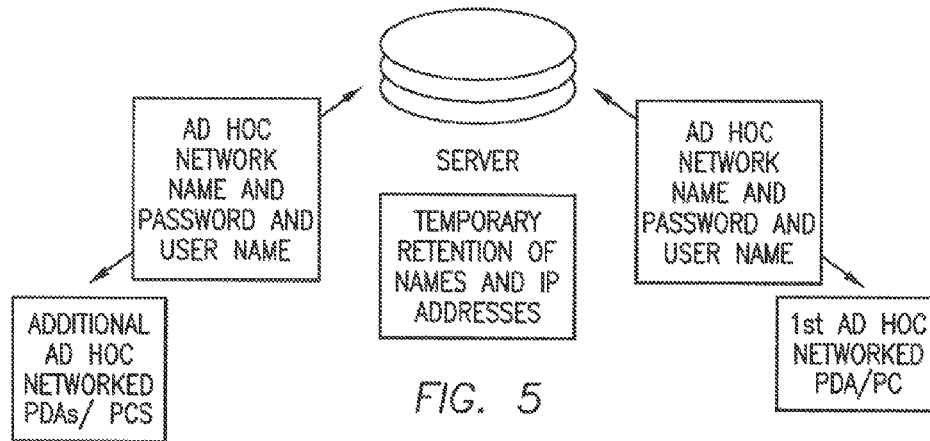 AD HOC
NETWORK
NAME AND
PASSWORD AND
USER NAME
SERVER
TEMPORARY
RETENTION OF
NAMES AND IP
ADDRESSES
AD HOC
NETWORK
NAME AND
PASSWORD AND
USER NAME
ADDITIONAL
AD HOC
NETWORKED
PDAs/ PCS
1st AD HOC
NETWORKED
PDA/PC
FIG. 5